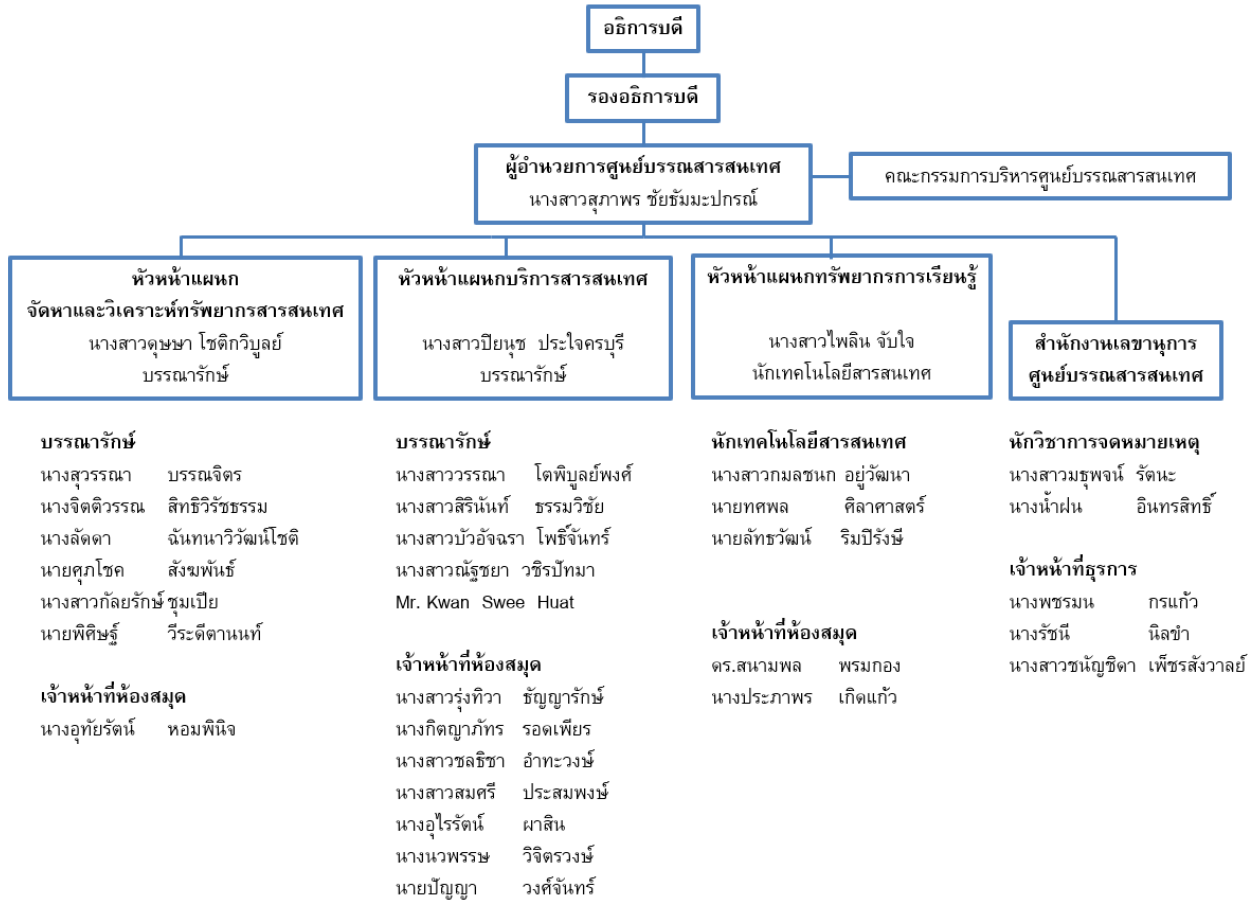 อธิการบดี
รองอธิการบดี
ผู้อำนวยการศูนย์บรรณสารสนเทศ
นางสาวสุภาพร ชัยธัมมะปกรณ์
คณะกรรมการบริหารศูนย์บรรณสารสนเทศ
หัวหน้าแผนก
จัดหาและวิเคราะห์ทรัพยากรสารสนเทศ
นางสาวดุษษา โชติกวิบูลย์
บรรณารักษ์
หัวหน้าแผนกบริการสารสนเทศ
นางสาวปิยนุช ประใจครบุรี
บรรณารักษ์
หัวหน้าแผนกทรัพยากรการเรียนรู้
นางสาวไพลิน จับใจ
นักเทคโนโลยีสารสนเทศ
สำนักงานเลขานุการ
ศูนย์บรรณสารสนเทศ
บรรณารักษ์
นางสุวรรณา บรรณจิตร
นางจิตติวรรณ สิทธิวิรัชธรรม
นางลัดดา ฉันทนาวิวัฒน์โชติ
นายศุภโชค สังฆพันธ์
นางสาวกัลยรักษ์ ชุมเปีย
นายพิศิษฐ์ วีระดีตานนท์
เจ้าหน้าที่ห้องสมุด
นางอุทัยรัตน์ หอมพินิจ
บรรณารักษ์
นางสาววรรณา โตพิบูลย์พงศ์
นางสาวสิรินันท์ ธรรมวิชัย
นางสาวบัวอัจฉรา โพธิ์จันทร์
นางสาวณัฐชยา วชิรปัทมา
Mr. Kwan Swee Huat
เจ้าหน้าที่ห้องสมุด
นางสาวรุ่งทิวา ธัญญารักษ์
นางกิตญาภัทร รอดเพียร
นางสาวชลธิชา อำทะวงษ์
นางสาวสมศรี ประสมพงษ์
นางอุไรรัตน์ ผาสิน
นางนวพรรษ วิจิตรวงษ์
นายปัญญา วงศ์จันทร์
นักเทคโนโลยีสารสนเทศ
นางสาวกมลชนก อยู่วัฒนา
นายทศพล ศิลาศาสตร์
นายลัทธวัฒน์ ริมปิรังษี
เจ้าหน้าที่ห้องสมุด
ดร.สนามพล พรมกอง
นางประภาพร เกิดแก้ว
นักวิชาการจดหมายเหตุ
นางสาวมธุพจน์ รัตนะ
นางน้ำฝน อินทรสิทธิ์
เจ้าหน้าที่ธุรการ
นางพชรมน กรแก้ว
นางรัชนี นิลขำ
นางสาวชนัญชิดา เพ็ชรสังวาลย์